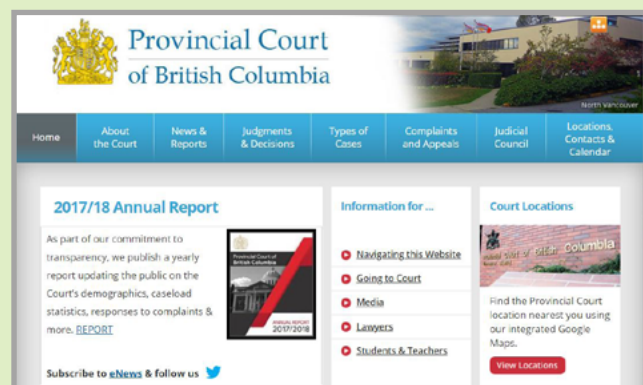 Provincial Court
of British Columbia
North Vancouver
Home
About
the Court
News &
Reports
Judgments
& Decisions
Types of
Cases
Complaints
and Appeals
Judicial
Council
Locations,
Contacts &
Calendar
2017/18 Annual Report
As part of our commitment to
transparency, we publish a yearly
report updating the public on the
Court's demographics, caseload
statistics, responses to complaints &
more. REPORT
Provincial Court of
British Columbia
ANNUAL REPORT
2017/2018
Subscribe to eNews & follow us
Information for ...
Navigating this Website
Going to Court
Media
Lawyers
Students & Teachers
Court Locations
Court of British Columbia
Find the Provincial Court
location nearest you using
our integrated Google
Maps.
View Locations